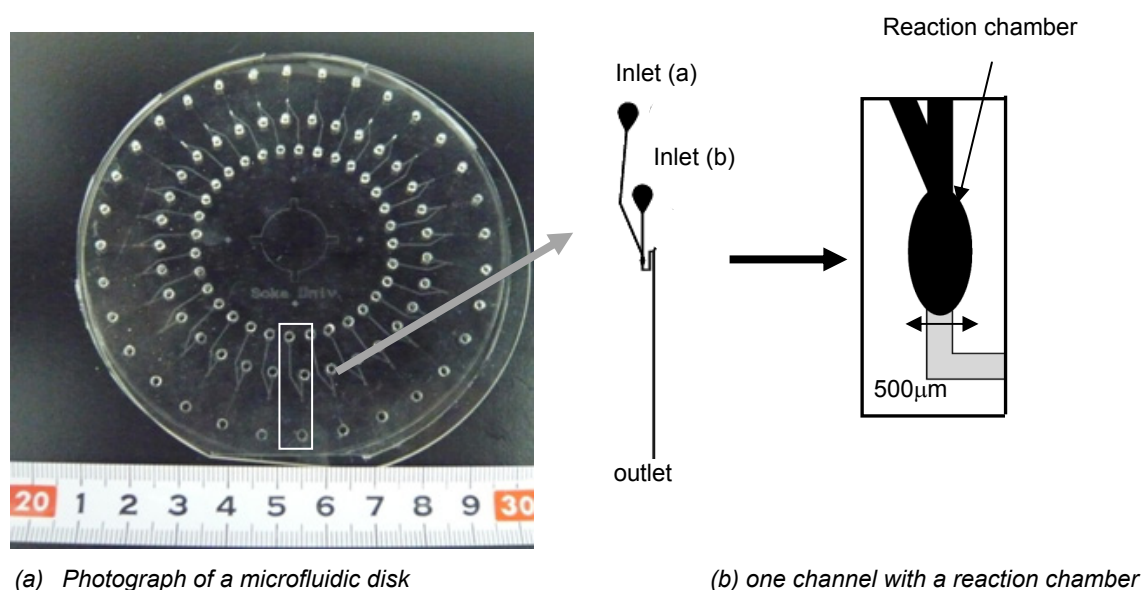 Reaction chamber
Inlet (a)
Inlet (b)
Soka Univ.
500μm
outlet
20 1 2 3 4 5 6 7 8 9 30
(a) Photograph of a microfluidic disk
(b) one channel with a reaction chamber